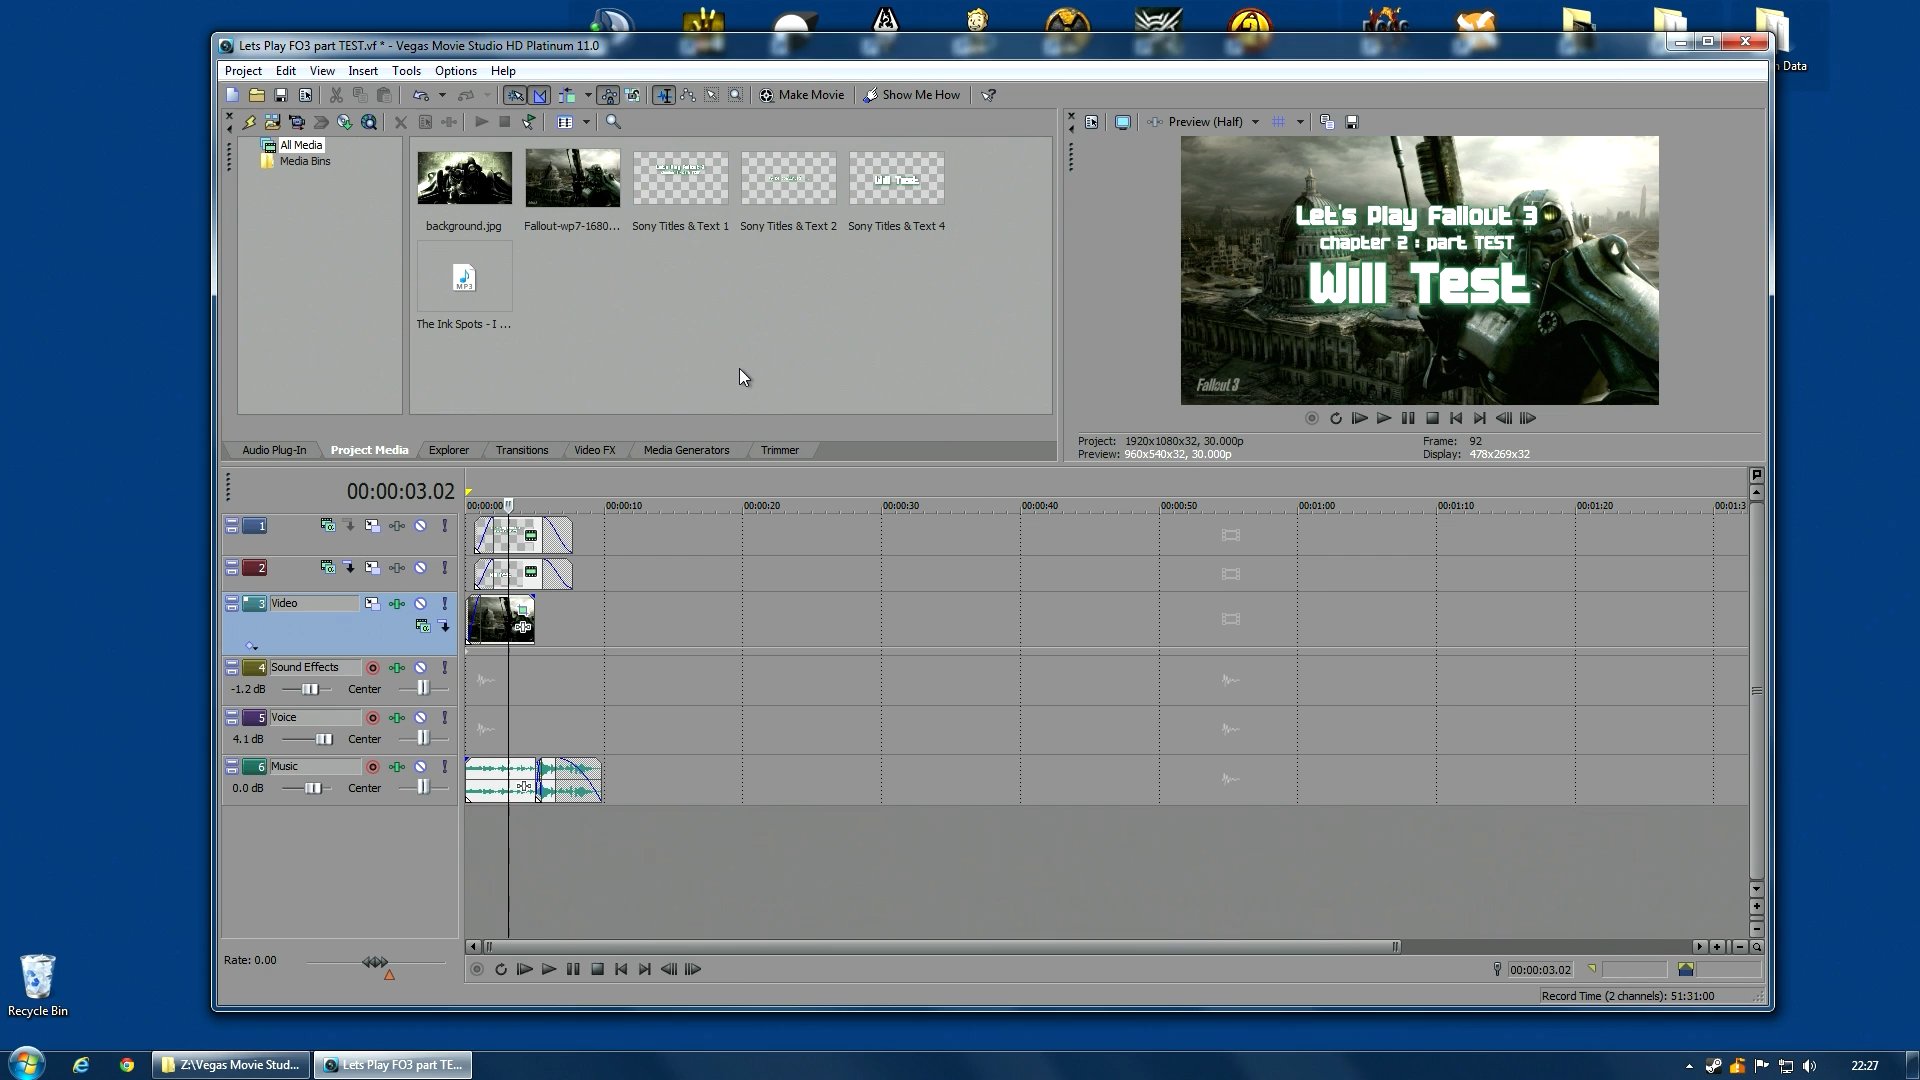 n Data
Lets Play FO3 part TEST.vf * - Vegas Movie Studio HD Platinum 11.0
Project Edit View Insert Tools Options Help
Make Movie Show Me How
Preview (Half)
All Media
Media Bins
background.jpg
Fallout-wp7-1680...
Sony Titles & Text 1
Sony Titles & Text 2
Sony Titles & Text 4
MP3
The Ink Spots - I ...
Let's Play Fallout 3
chapter 2 : part TEST
Will Test
Fallout 3
Audio Plug-In Project Media Explorer Transitions Video FX Media Generators Trimmer
Project: 1920x1080x32, 30.000p
Frame: 92
Preview: 960x540x32, 30.000p
Display: 478x269x32
00:00:03.02
00:00:00 00:00:10 00:00:20 00:00:30 00:00:40 00:00:50 00:01:00 00:01:10 00:01:20 00:01:3
1
2
3 Video
4 Sound Effects
-1.2 dB Center
5 Voice
4.1 dB Center
6 Music
0.0 dB Center
Rate: 0.00
00:00:03.02
Record Time (2 channels): 51:31:00
Recycle Bin
Z:\Vegas Movie Stud...
Lets Play FO3 part TE...
22:27